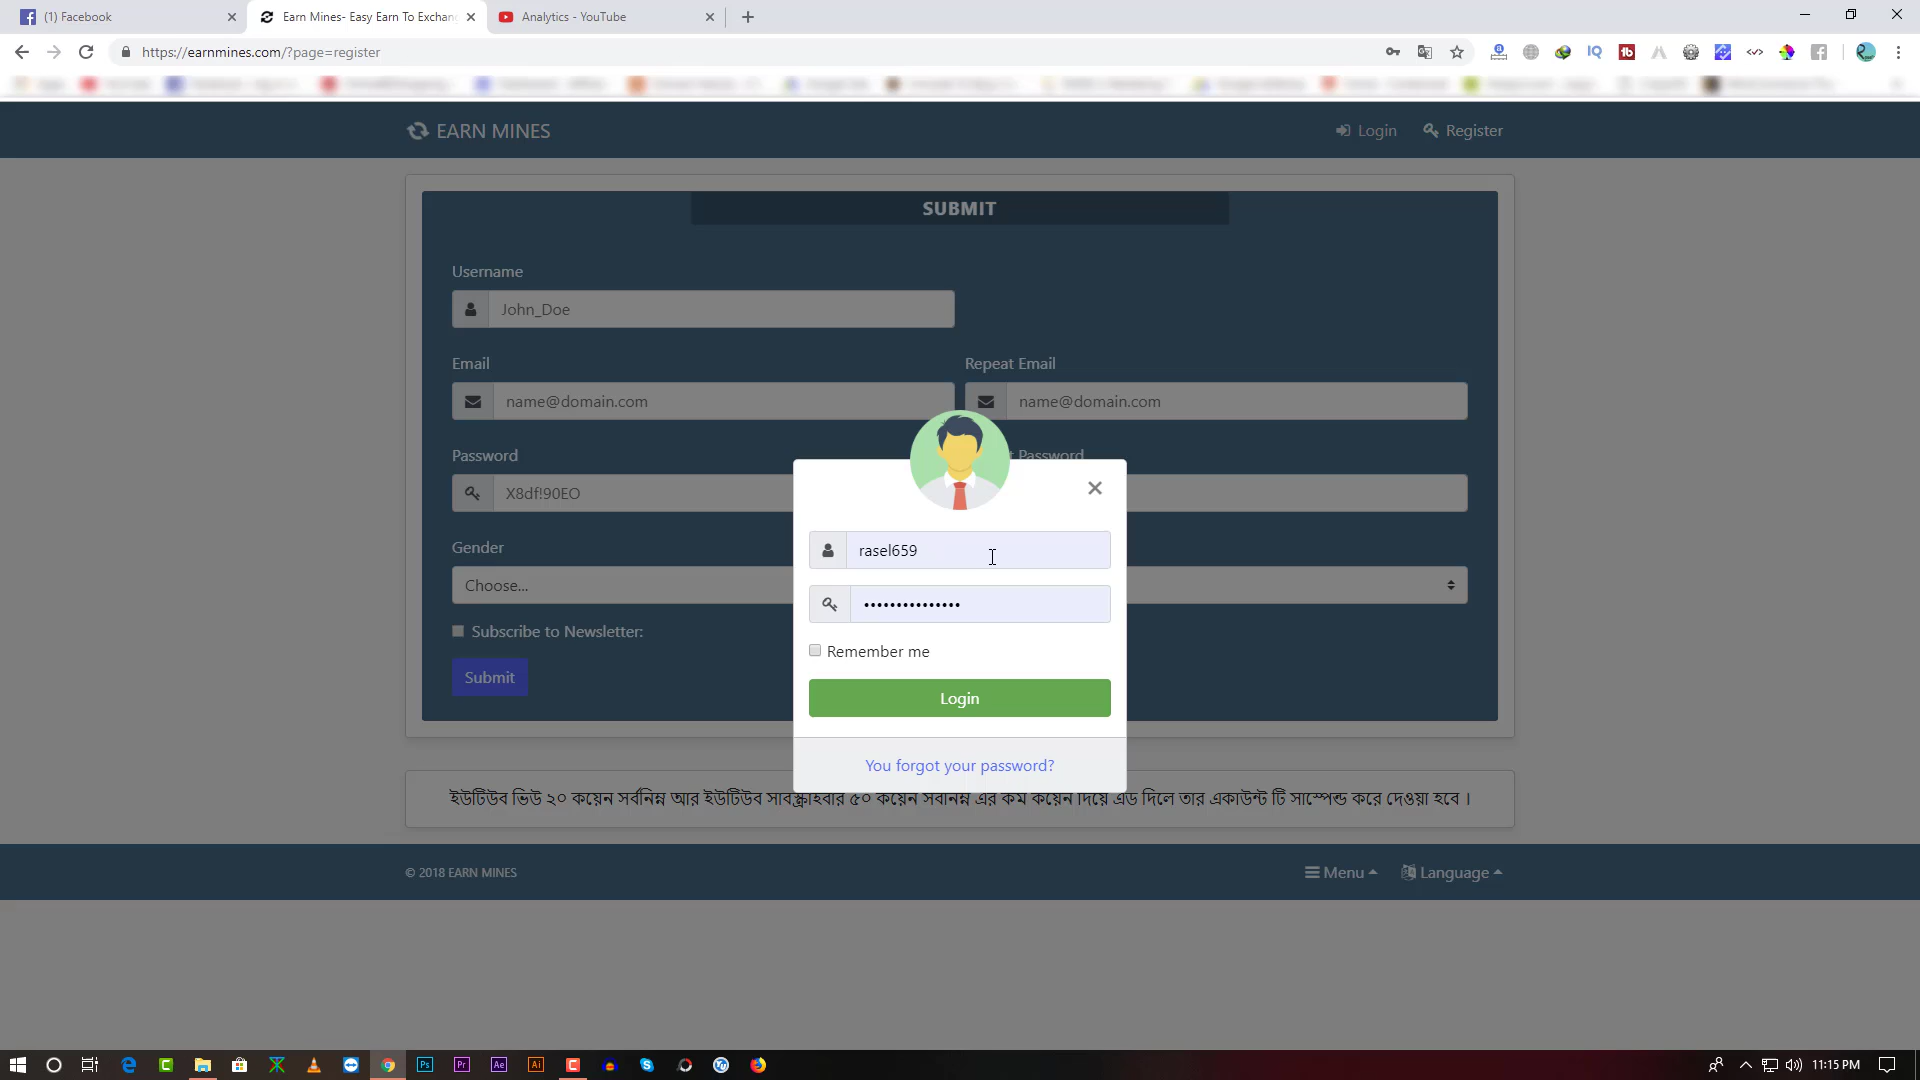 (1) Facebook
Earn Mines- Easy Earn To Exchan
Analytics - YouTube
https://earnmines.com/?page=register
EARN MINES
Login
Register
SUBMIT
Username
John_Doe
Email
Repeat Email
name@domain.com
name@domain.com
Password
Password
X8df!90EO
Gender
Choose...
Subscribe to Newsletter:
Submit
rasel659
•••••••••••••••
Remember me
Login
You forgot your password?
ইউটিউব ভিউ ২০ কয়েন সর্বনিম্ন আর ইউটিউব সাবস্ক্রাইবার ৫০ কয়েন সর্বনিম্ন এর কম কয়েন দিয়ে এড দিলে তার একাউন্ট টি সাস্পেন্ড করে দেওয়া হবে ।
© 2018 EARN MINES
Menu
Language
11:15 PM